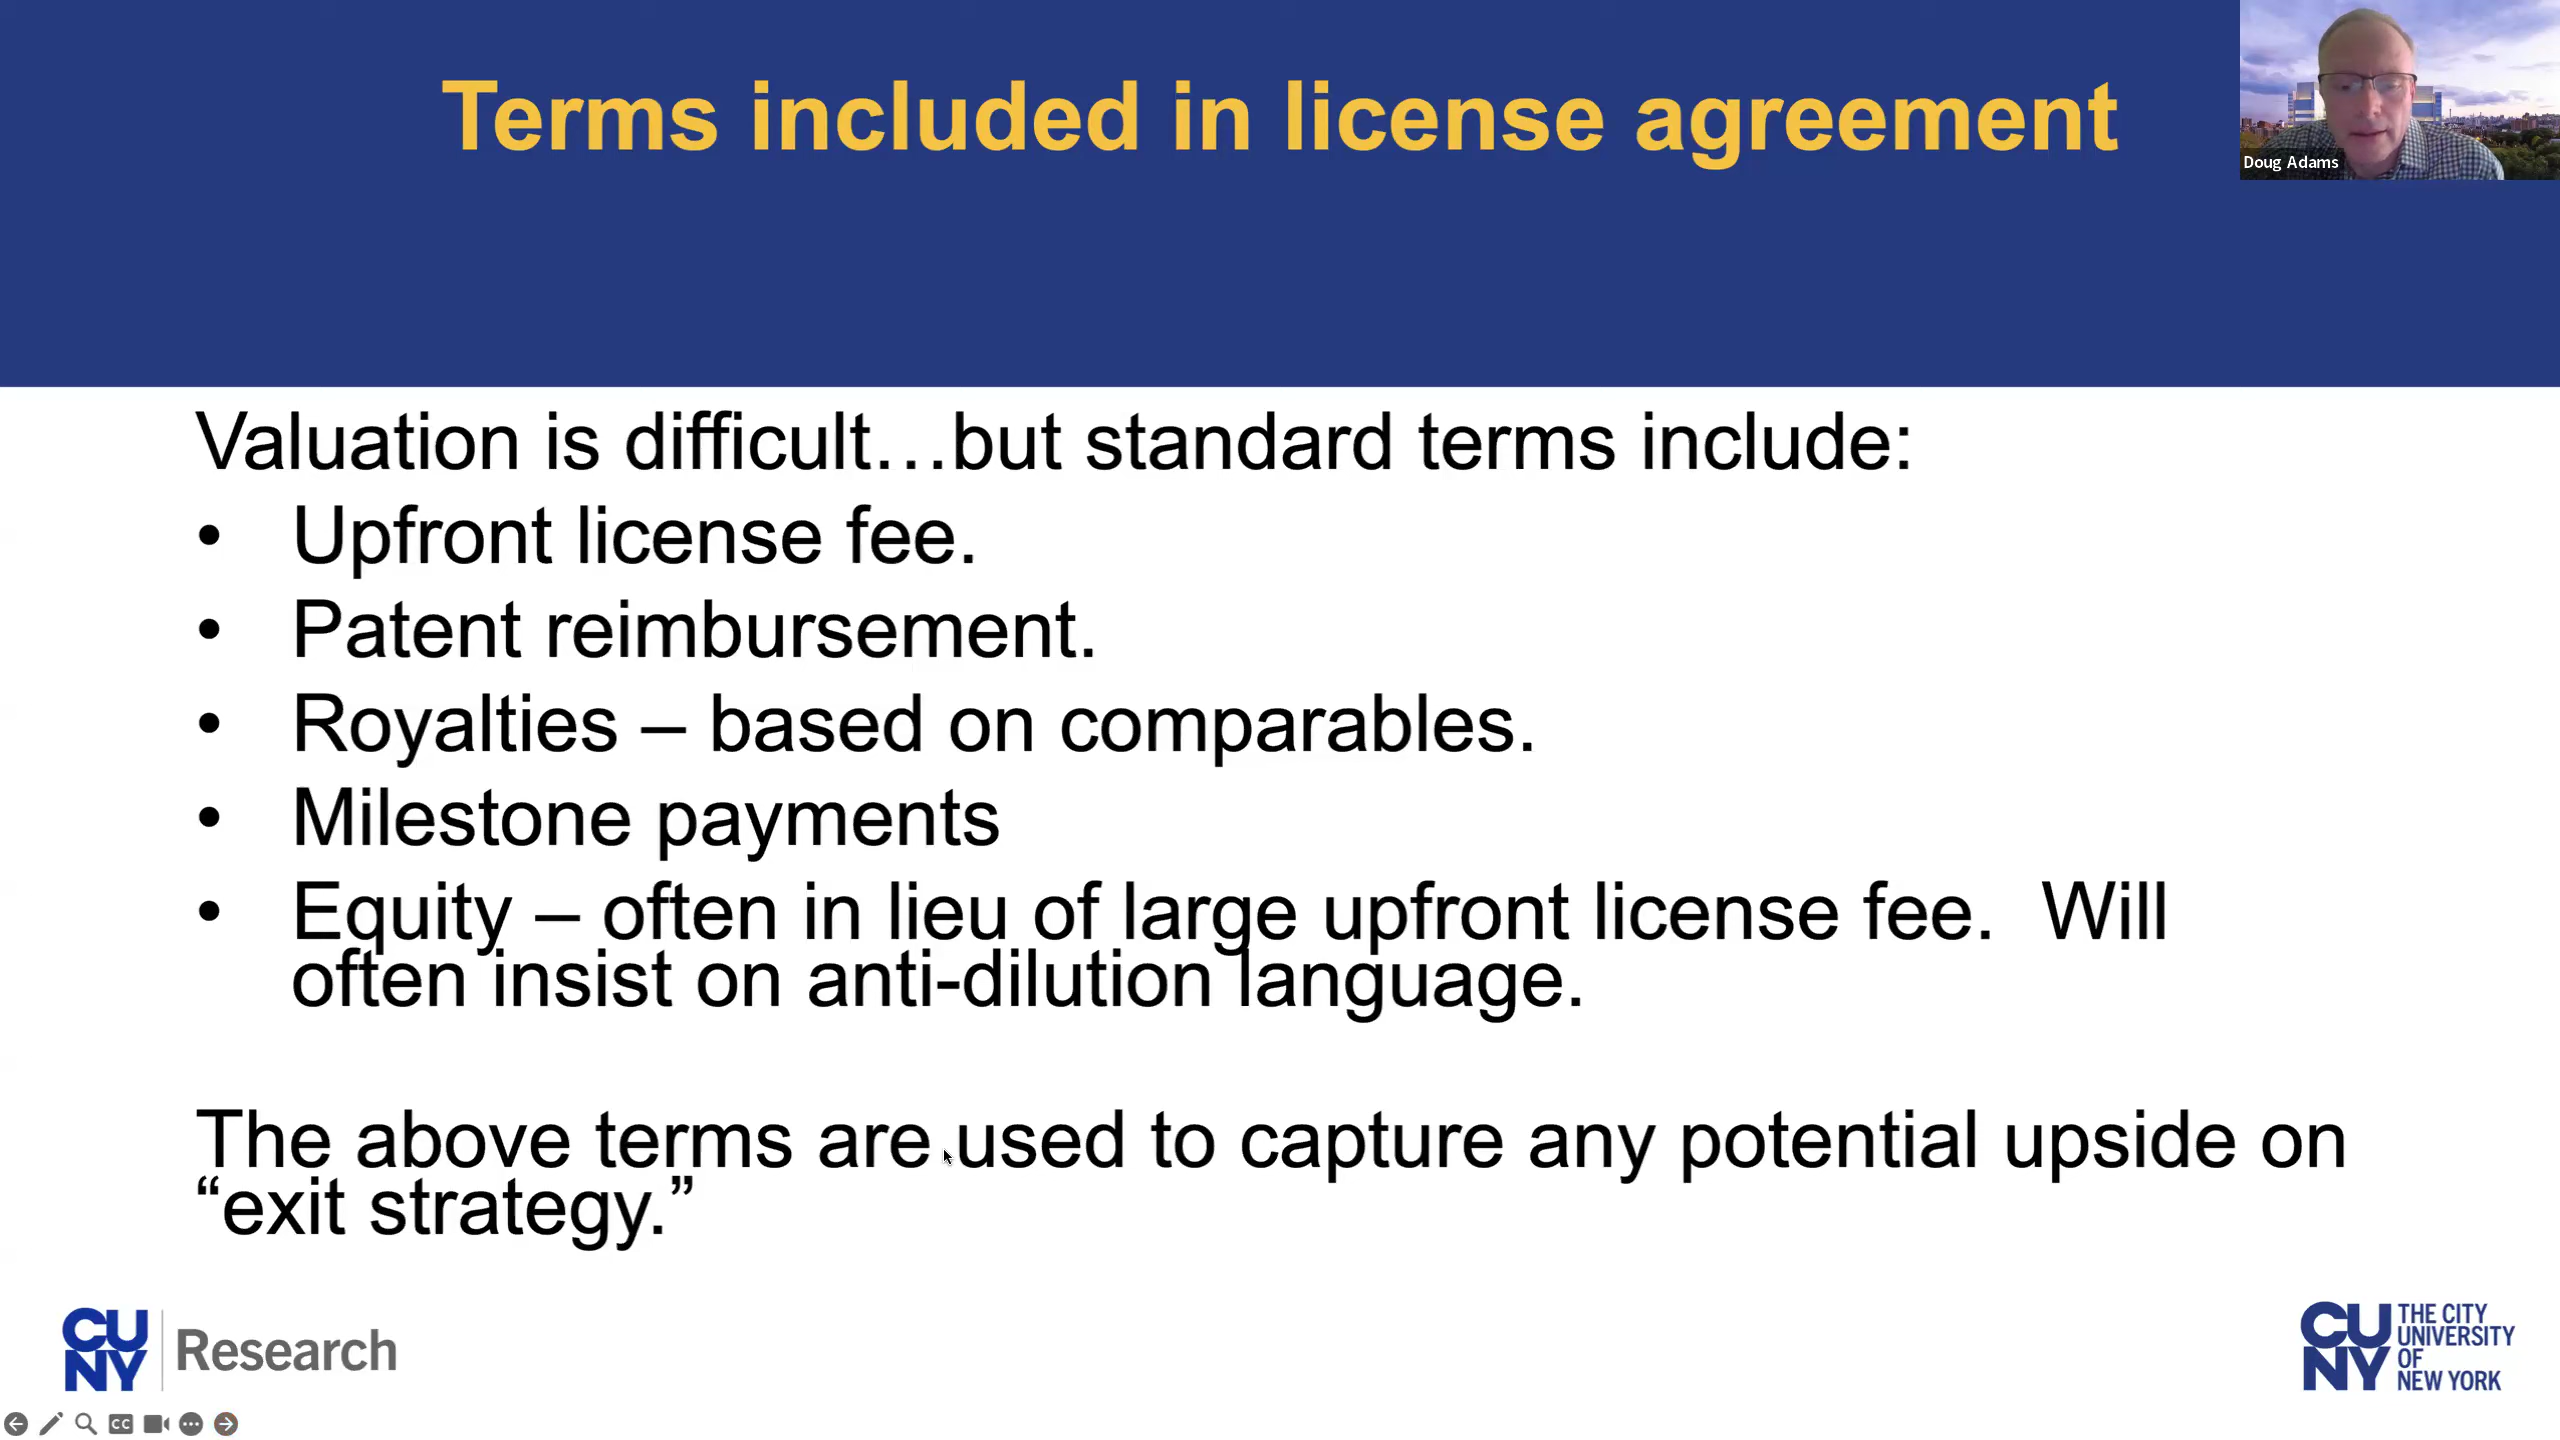 Terms included in license agreement
Doug Adams
Valuation is difficult…but standard terms include:
• Upfront license fee.
• Patent reimbursement.
• Royalties – based on comparables.
• Milestone payments
• Equity – often in lieu of large upfront license fee.  Will
often insist on anti-dilution language.
The above terms are used to capture any potential upside on
“exit strategy.”
CU
NY
Research
CU
NY
THE CITY
UNIVERSITY
OF
NEW YORK
CC